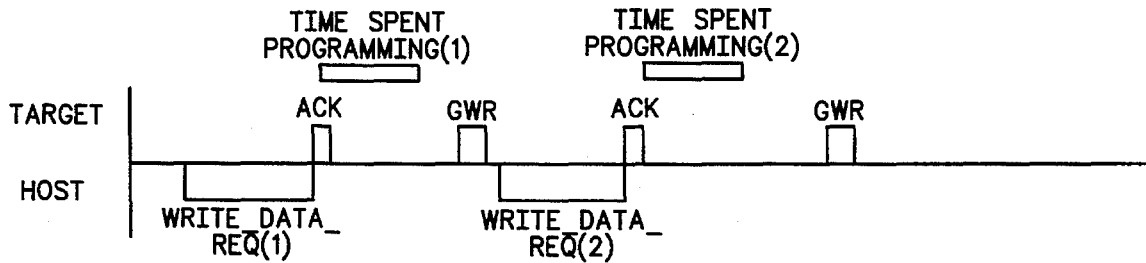 TIME SPENT
PROGRAMMING(1)
TIME SPENT
PROGRAMMING(2)
TARGET
ACK
GWR
ACK
GWR
HOST
WRITE_DATA_
REQ(1)
WRITE_DATA_
REQ(2)